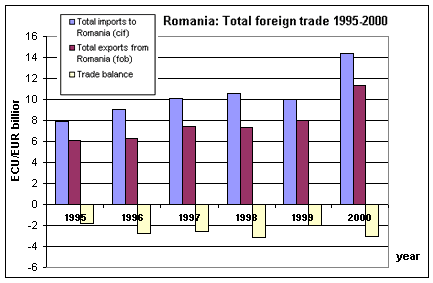 Romania: Total foreign trade 1995-2000
Total imports to
Romania (cif)
Total exports from
Romania (fob)
Trade balance
ECU/EUR billior
16
14
12
10
8
6
4
2
0
-2
-4
-6
1995
1996
1997
1998
1999
2000
year